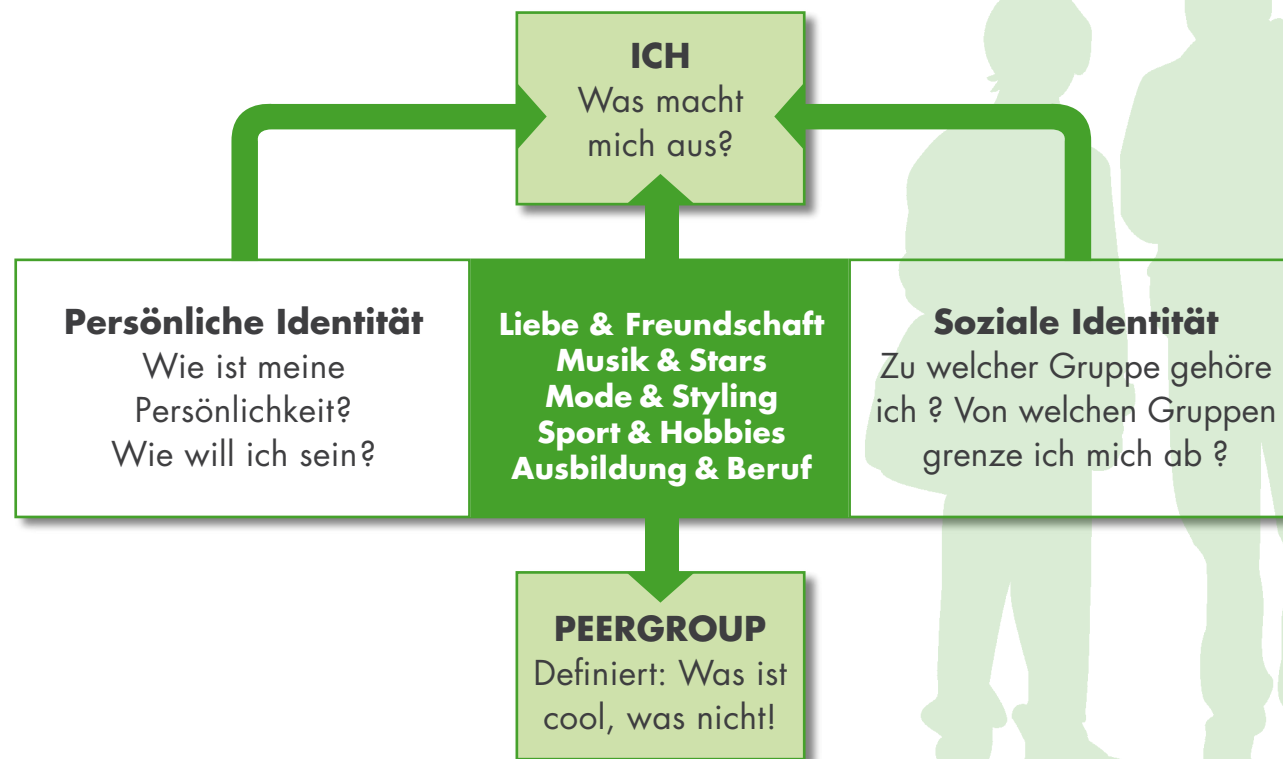 ICH
Was macht
mich aus?
Persönliche Identität
Wie ist meine
Persönlichkeit?
Wie will ich sein?
Liebe & Freundschaft
Musik & Stars
Mode & Styling
Sport & Hobbies
Ausbildung & Beruf
Soziale Identität
Zu welcher Gruppe gehöre
ich ? Von welchen Gruppen
grenze ich mich ab ?
PEERGROUP
Definiert: Was ist
cool, was nicht!